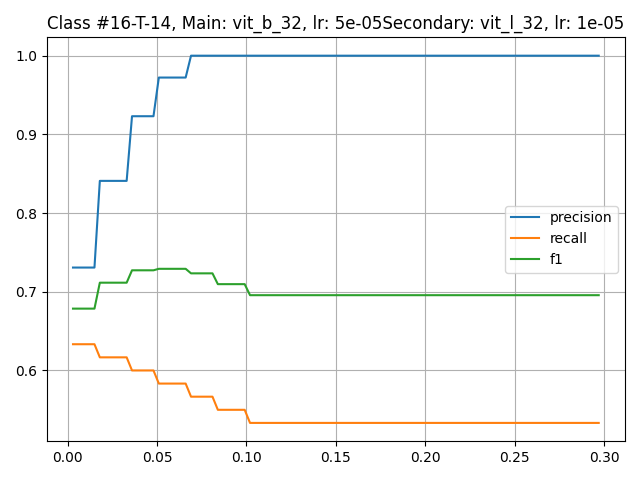 Class #16-T-14, Main: vit_b_32, lr: 5e-05Secondary: vit_l_32, lr: 1e-05
1.0
0.9
0.8
0.7
0.6
precision
recall
f1
0.00 0.05 0.10 0.15 0.20 0.25 0.30